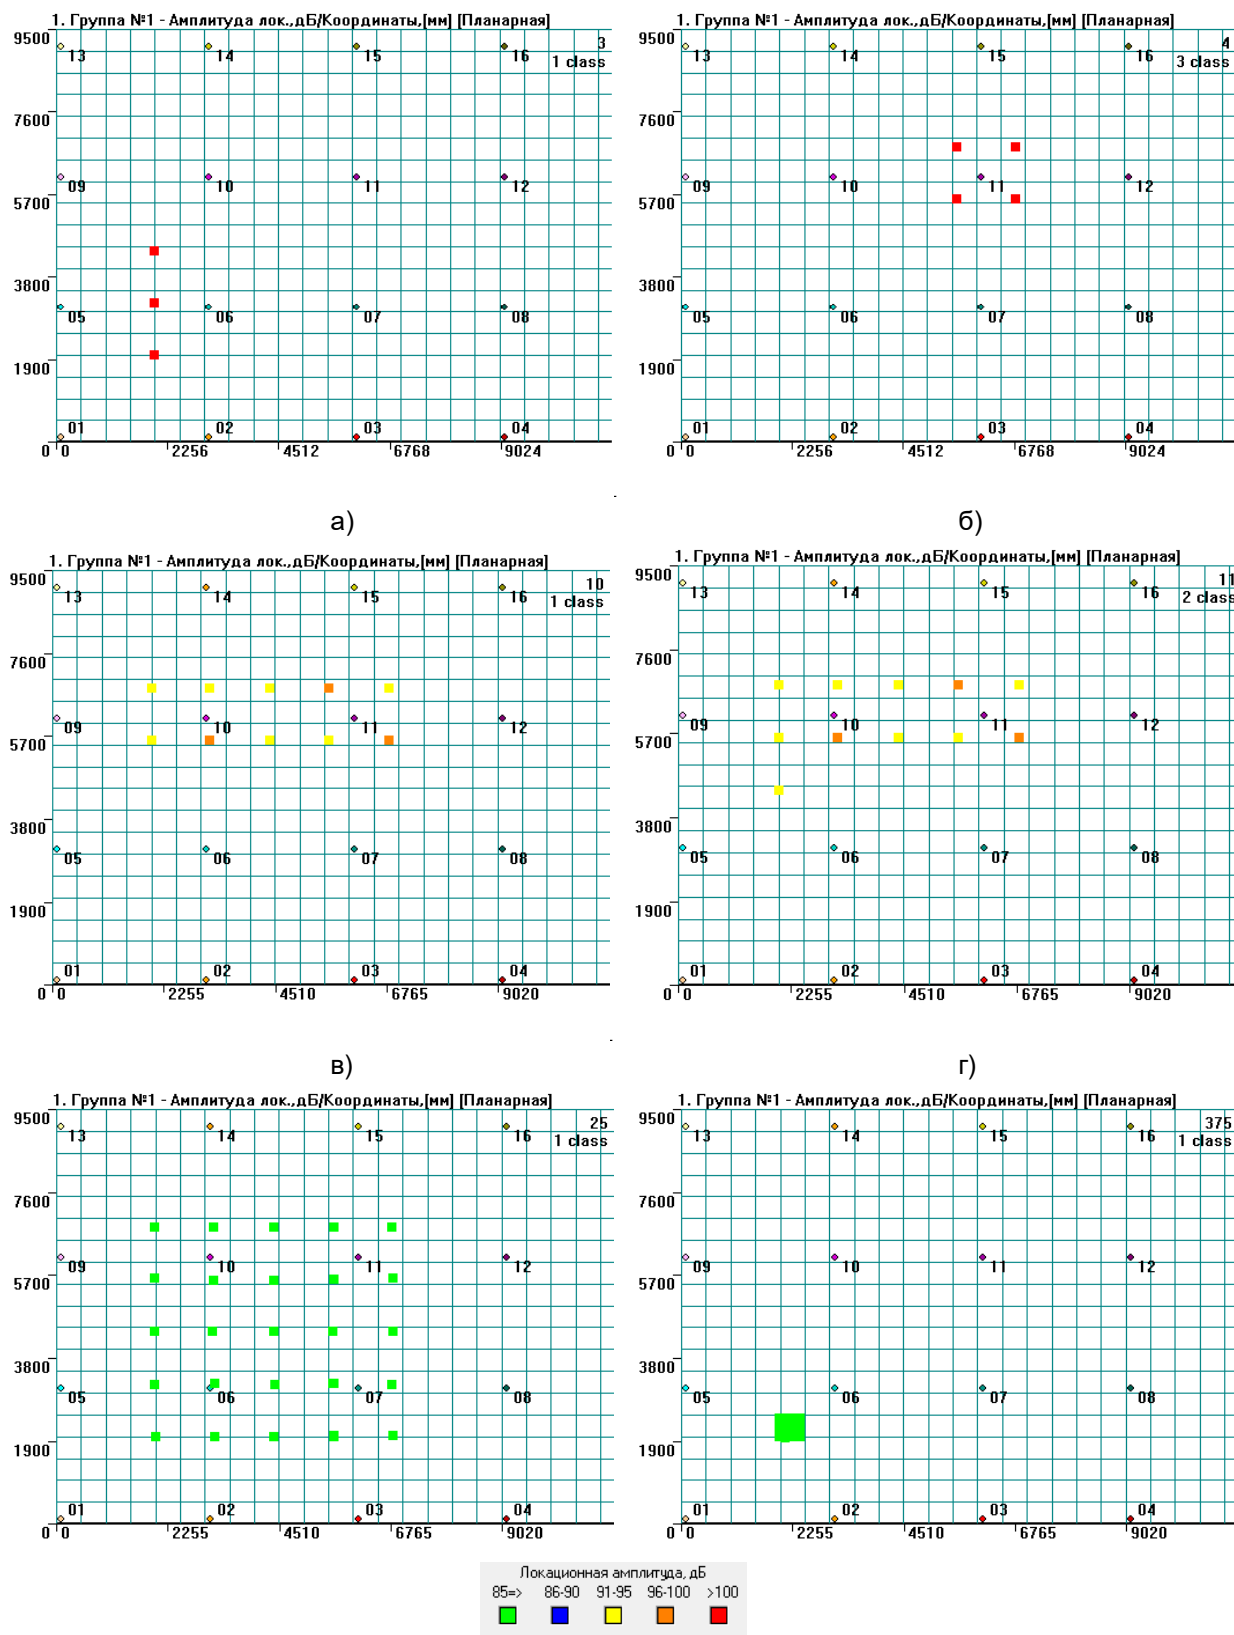 1. Группа №1 - Амплитуда лок.,дБ/Координаты,[мм] [Планарная]
9500
13 14 15 16
3
1 class
7600
09 10 11 12
5700
3800
05 06 07 08
1900
01 02 03 04
0 0 2256 4512 6768 9024
а)
1. Группа №1 - Амплитуда лок.,дБ/Координаты,[мм] [Планарная]
9500
13 14 15 16
4
3 class
7600
09 10 11 12
5700
3800
05 06 07 08
1900
01 02 03 04
0 0 2256 4512 6768 9024
б)
1. Группа №1 - Амплитуда лок.,дБ/Координаты,[мм] [Планарная]
9500
13 14 15 16
10
1 class
7600
09 10 11 12
5700
3800
05 06 07 08
1900
01 02 03 04
0 0 2255 4510 6765 9020
в)
1. Группа №1 - Амплитуда лок.,дБ/Координаты,[мм] [Планарная]
9500
13 14 15 16
11
2 class
7600
09 10 11 12
5700
3800
05 06 07 08
1900
01 02 03 04
0 0 2255 4510 6765 9020
г)
1. Группа №1 - Амплитуда лок.,дБ/Координаты,[мм] [Планарная]
9500
13 14 15 16
25
1 class
7600
09 10 11 12
5700
3800
05 06 07 08
1900
01 02 03 04
0 0 2255 4510 6765 9020
1. Группа №1 - Амплитуда лок.,дБ/Координаты,[мм] [Планарная]
9500
13 14 15 16
375
1 class
7600
09 10 11 12
5700
3800
05 06 07 08
1900
01 02 03 04
0 0 2255 4510 6765 9020
Локационная амплитуда, дБ
85=> 86-90 91-95 96-100 >100